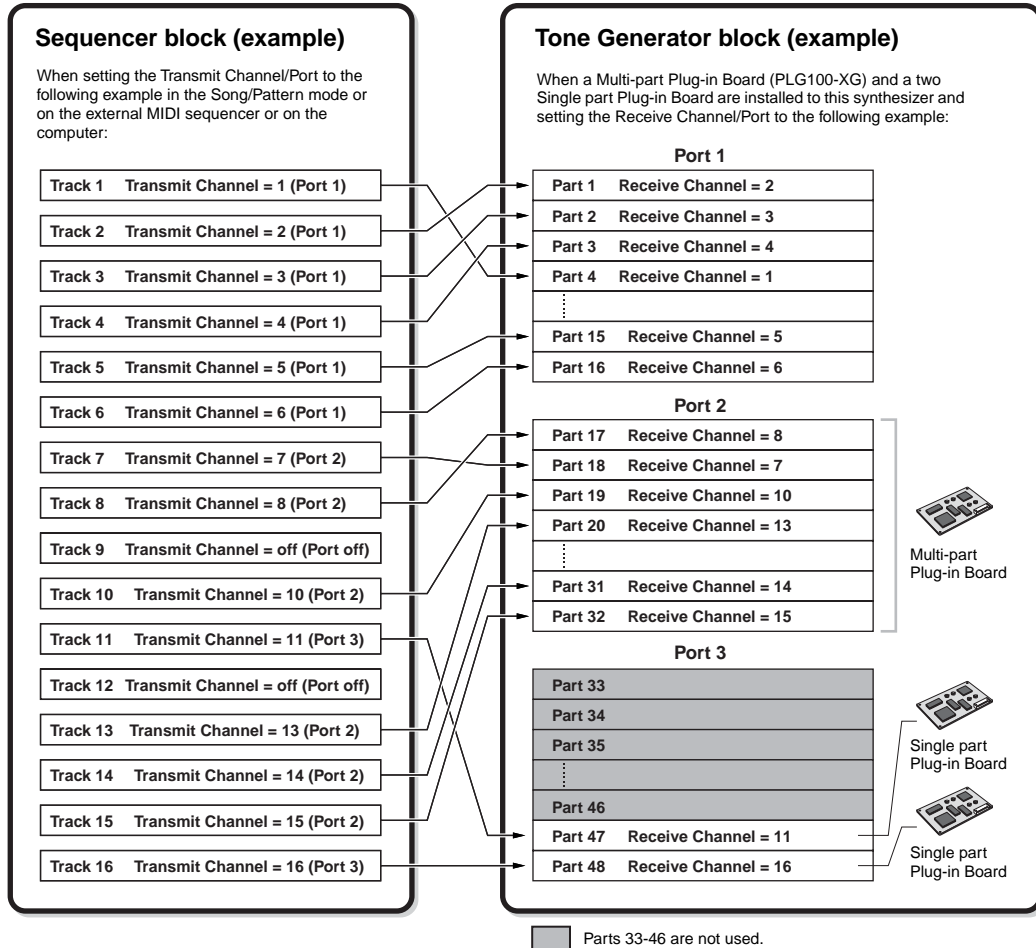 Sequencer block (example)
When setting the Transmit Channel/Port to the
following example in the Song/Pattern mode or
on the external MIDI sequencer or on the
computer:
Track 1 Transmit Channel = 1 (Port 1)
Track 2 Transmit Channel = 2 (Port 1)
Track 3 Transmit Channel = 3 (Port 1)
Track 4 Transmit Channel = 4 (Port 1)
Track 5 Transmit Channel = 5 (Port 1)
Track 6 Transmit Channel = 6 (Port 1)
Track 7 Transmit Channel = 7 (Port 2)
Track 8 Transmit Channel = 8 (Port 2)
Track 9 Transmit Channel = off (Port off)
Track 10 Transmit Channel = 10 (Port 2)
Track 11 Transmit Channel = 11 (Port 3)
Track 12 Transmit Channel = off (Port off)
Track 13 Transmit Channel = 13 (Port 2)
Track 14 Transmit Channel = 14 (Port 2)
Track 15 Transmit Channel = 15 (Port 2)
Track 16 Transmit Channel = 16 (Port 3)
Tone Generator block (example)
When a Multi-part Plug-in Board (PLG100-XG) and a two
Single part Plug-in Board are installed to this synthesizer and
setting the Receive Channel/Port to the following example:
Port 1
Part 1 Receive Channel = 2
Part 2 Receive Channel = 3
Part 3 Receive Channel = 4
Part 4 Receive Channel = 1
Part 15 Receive Channel = 5
Part 16 Receive Channel = 6
Port 2
Part 17 Receive Channel = 8
Part 18 Receive Channel = 7
Part 19 Receive Channel = 10
Part 20 Receive Channel = 13
Part 31 Receive Channel = 14
Part 32 Receive Channel = 15
Multi-part
Plug-in Board
Port 3
Part 33
Part 34
Part 35
Part 46
Part 47 Receive Channel = 11
Part 48 Receive Channel = 16
Single part
Plug-in Board
Single part
Plug-in Board
Parts 33-46 are not used.